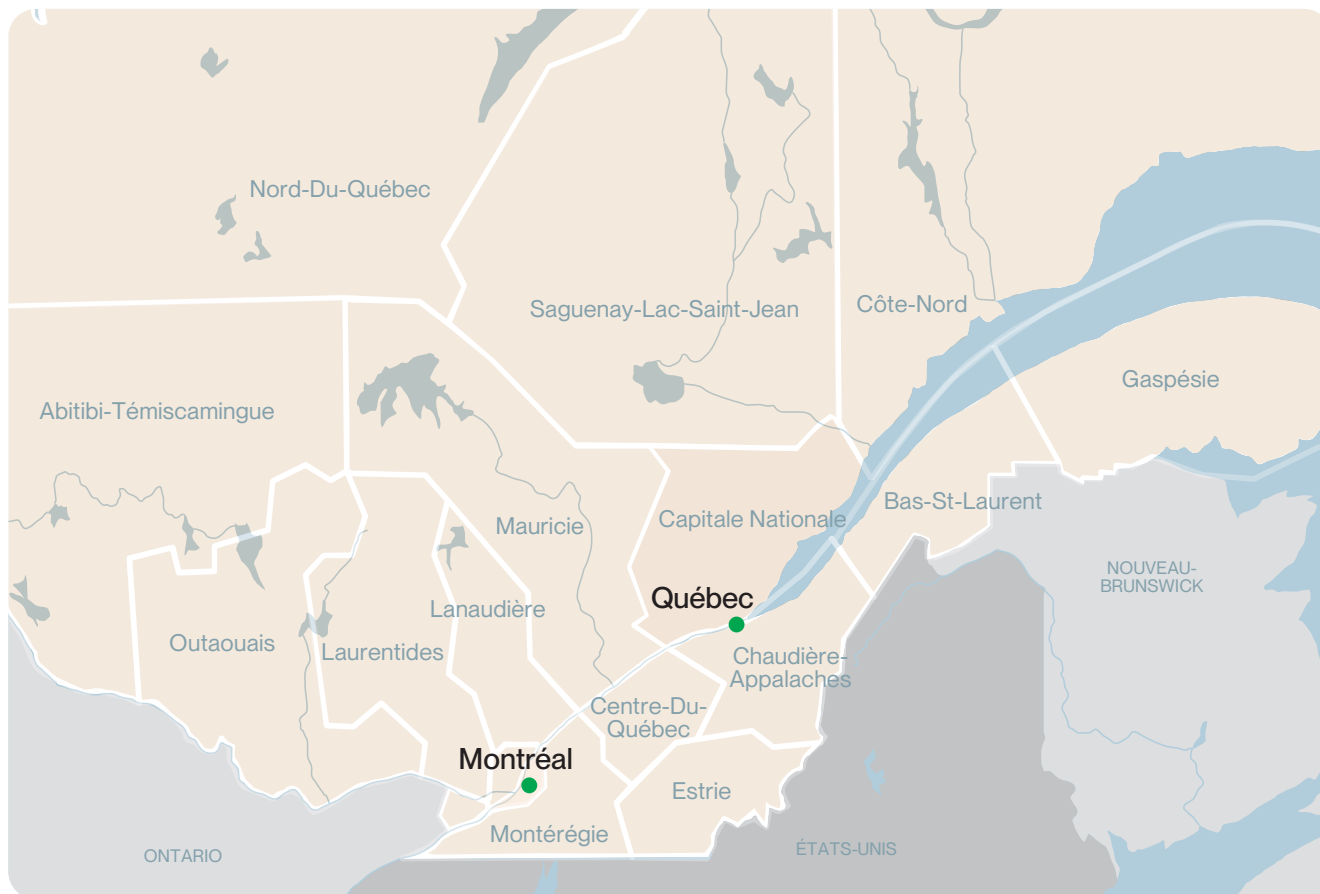 Nord-Du-Québec
Saguenay-Lac-Saint-Jean
Côte-Nord
Gaspésie
Abitibi-Témiscamingue
Bas-St-Laurent
Capitale Nationale
Mauricie
NOUVEAU-
BRUNSWICK
Québec
Lanaudière
Outaouais
Laurentides
Chaudière-
Appalaches
Centre-Du-
Québec
Montréal
Estrie
Montérégie
ONTARIO
ÉTATS-UNIS